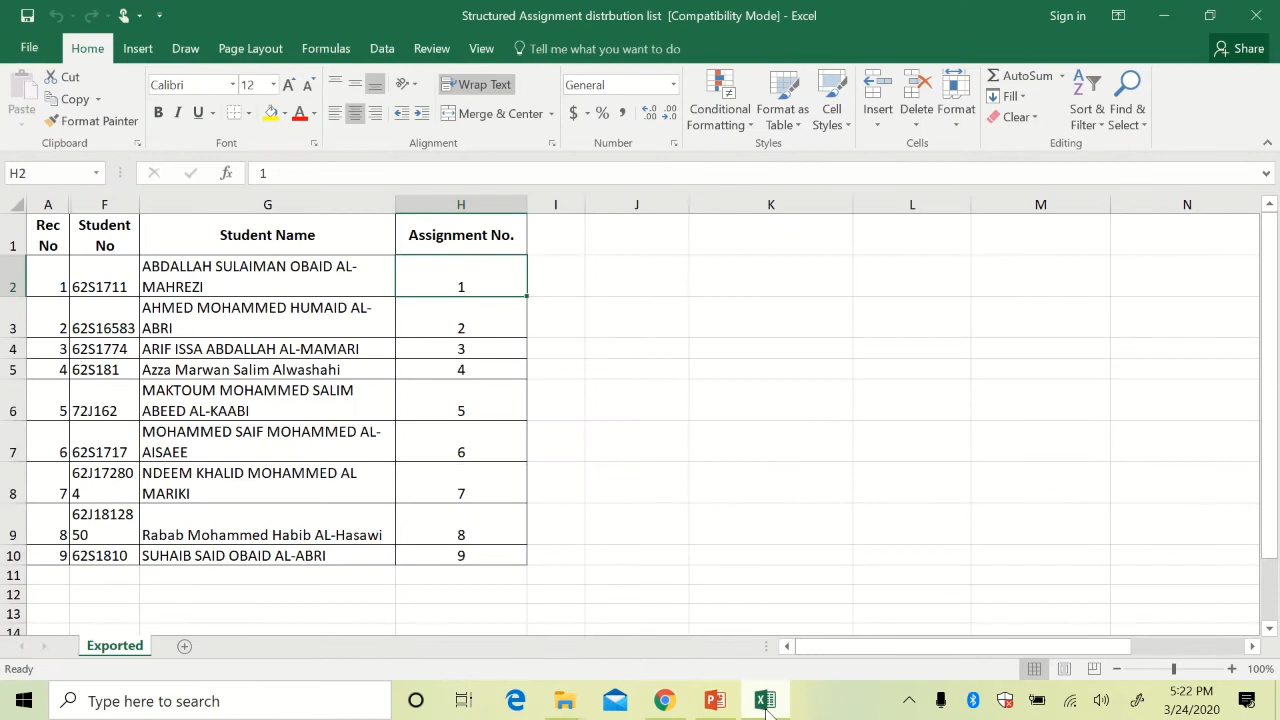 Structured Assignment distrbution list [Compatibility Mode] - Excel
Sign in
File Home Insert Draw Page Layout Formulas Data Review View Tell me what you want to do Share
Paste
Cut
Copy
Format Painter
Clipboard
Calibri 12
B I U
A
Font
Wrap Text
Merge & Center
Alignment
General
$ % ,
Number
Conditional Formatting
Format as Table
Cell Styles
Styles
Insert
Delete
Format
Cells
AutoSum
Fill
Clear
Sort & Filter
Find & Select
Editing
H2 fx 1
A F G H I J K L M N
1 Rec No Student No Student Name Assignment No.
2 1 62S1711 ABDALLAH SULAIMAN OBAID AL-MAHREZI 1
3 2 62S16583 AHMED MOHAMMED HUMAID AL-ABRI 2
4 3 62S1774 ARIF ISSA ABDALLAH AL-MAMARI 3
5 4 62S181 Azza Marwan Salim Alwashahi 4
6 5 72J162 MAKTOUM MOHAMMED SALIM ABEED AL-KAABI 5
7 6 62S1717 MOHAMMED SAIF MOHAMMED AL-AISAEE 6
8 7 62J172804 NDEEM KHALID MOHAMMED AL MARIKI 7
9 8 62J1812850 Rabab Mohammed Habib AL-Hasawi 8
10 9 62S1810 SUHAIB SAID OBAID AL-ABRI 9
11
12
13
14
Exported
Ready
100%
Type here to search
5:22 PM
3/24/2020